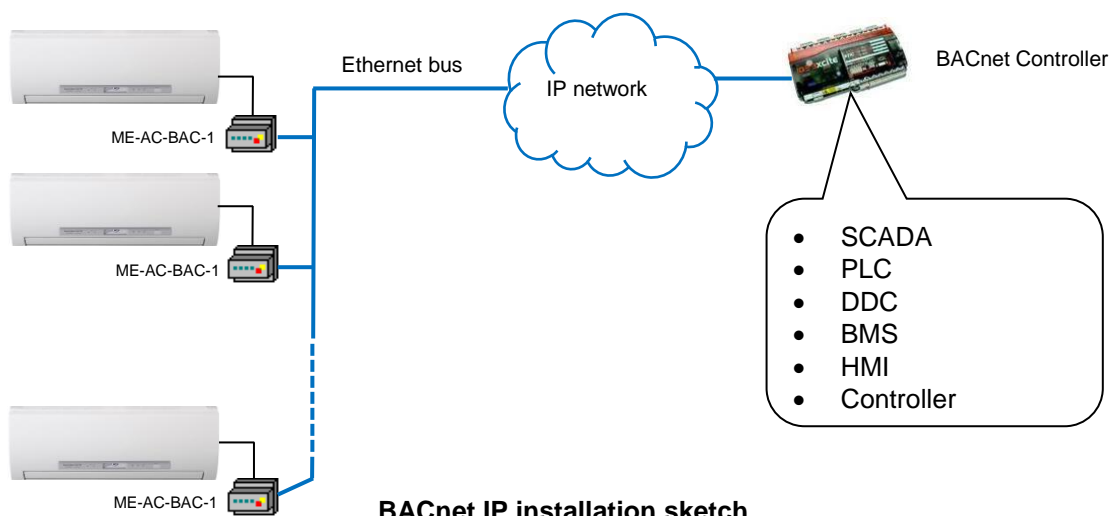 Ethernet bus
IP network
BACnet Controller
xcite
ME-AC-BAC-1
ME-AC-BAC-1
• SCADA
• PLC
• DDC
• BMS
• HMI
• Controller
ME-AC-BAC-1
BACnet IP installation sketch